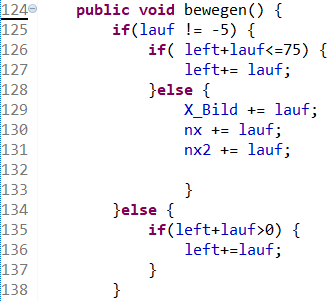 124 public void bewegen() {
125 if(lauf != -5) {
126 if( left+lauf<=75) {
127 left+= lauf;
128 }else {
129 X_Bild += lauf;
130 nx += lauf;
131 nx2 += lauf;
132
133 }
134 }else {
135 if(left+lauf>0) {
136 left+=lauf;
137 }
138 }